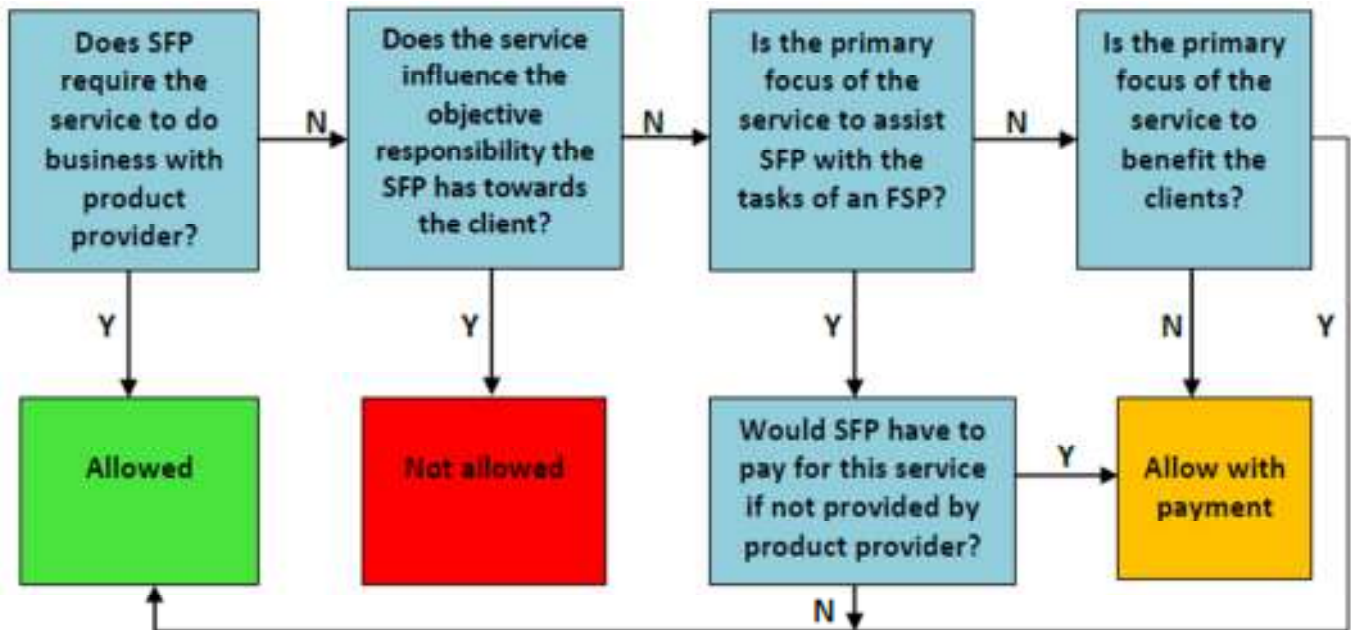 Does SFP
require the
service to do
business with
product
provider?
N
Does the service
influence the
objective
responsibility the
SFP has towards
the client?
N
Is the primary
focus of the
service to assist
SFP with the
tasks of an FSP?
N
Is the primary
focus of the
service to
benefit the
clients?
Y
Y
Y
N
Y
Allowed
Not allowed
Would SFP have to
pay for this service
if not provided by
product provider?
Y
Allow with
payment
N